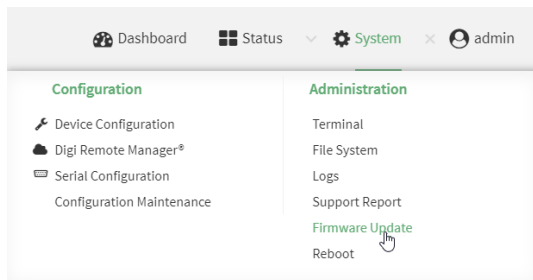 Dashboard Status System admin
Configuration
Device Configuration
Digi Remote Manager®
Serial Configuration
Configuration Maintenance
Administration
Terminal
File System
Logs
Support Report
Firmware Update
Reboot